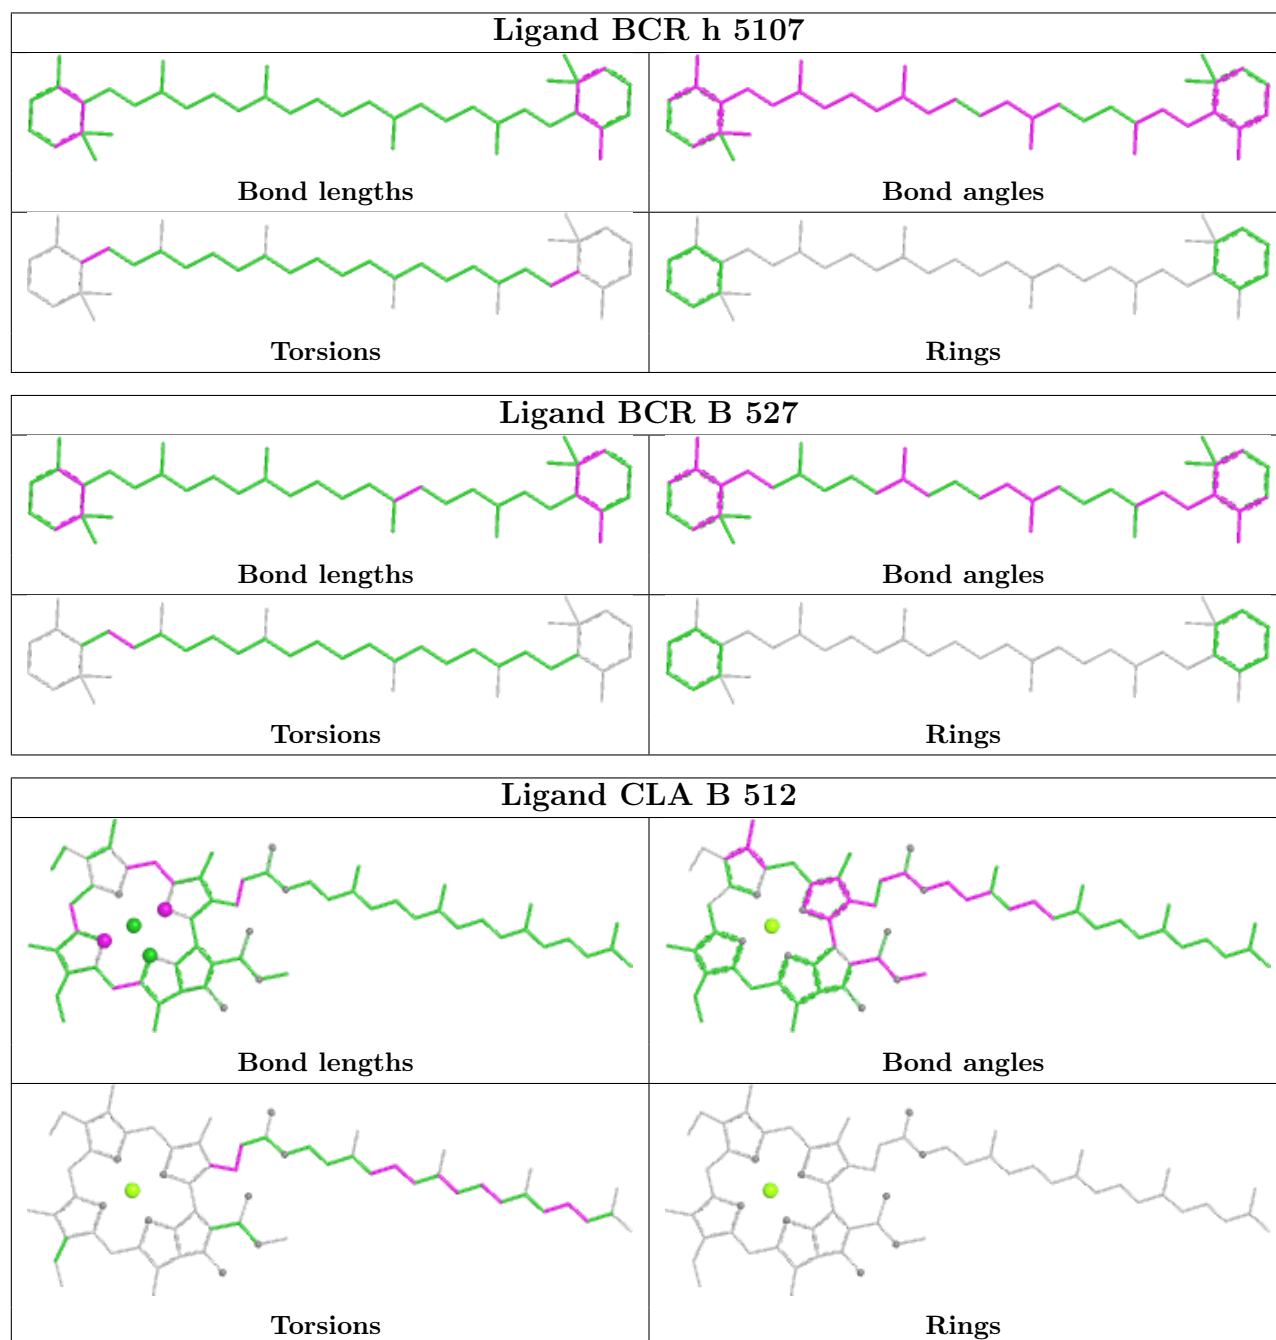 Ligand BCR h 5107
Bond lengths
Bond angles
Torsions
Rings
Ligand BCR B 527
Bond lengths
Bond angles
Torsions
Rings
Ligand CLA B 512
Bond lengths
Bond angles
Torsions
Rings